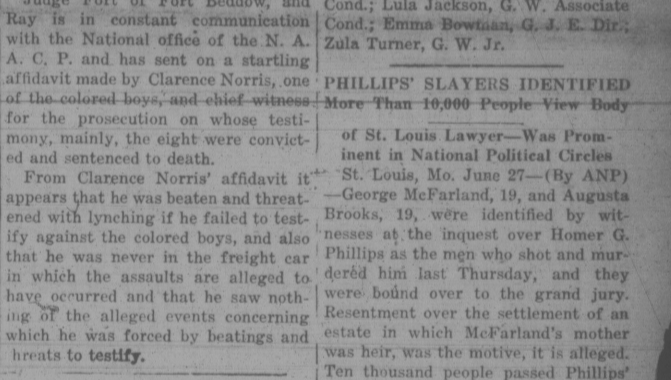 Judge Fort of Fort Beddow, and
Ray is in constant communication
with the National office of the N. A.
A. C. P. and has sent on a startling
affidavit made by Clarence Norris, one
of the colored boys, and chief witness
for the prosecution on whose testi-
mony, mainly, the eight were convict-
ed and sentenced to death.
From Clarence Norris' affidavit it
appears that he was beaten and threat-
ened with lynching if he failed to test-
ify against the colored boys, and also
that he was never in the freight car
in which the assaults are alleged to
have occurred and that he saw noth-
ing of the alleged events concerning
which he was forced by beatings and
hreats to testify.
Cond.; Lula Jackson, G. W. Associate
Cond.; Emma Bowman, G. J. E. Dir.;
Zula Turner, G. W. Jr.
PHILLIPS' SLAYERS IDENTIFIED
More Than 10,000 People View Body
of St. Louis Lawyer—Was Prom-
inent in National Political Circles
St. Louis, Mo. June 27—(By ANP)
—George McFarland, 19, and Augusta
Brooks, 19, were identified by wit-
nesses at the inquest over Homer G.
Phillips as the men who shot and mur-
dered him last Thursday, and they
were bound over to the grand jury.
Resentment over the settlement of an
estate in which McFarland's mother
was heir, was the motive, it is alleged.
Ten thousand people passed Phillips'